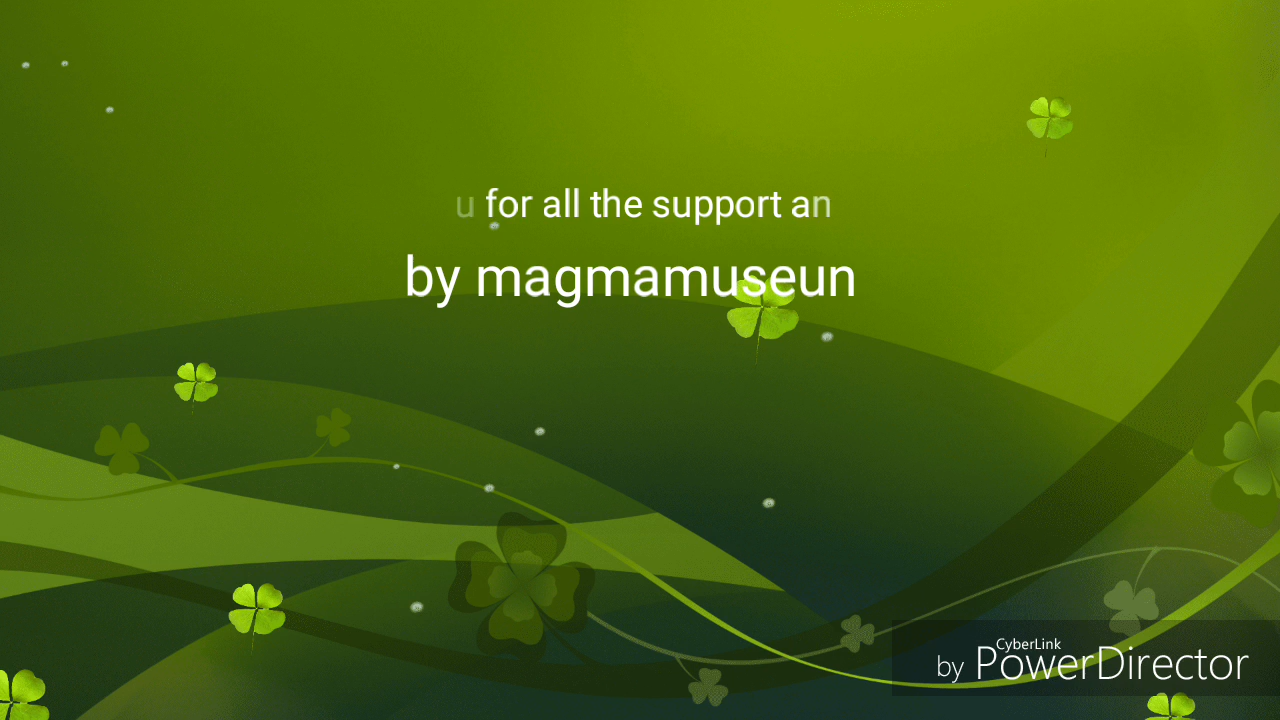 u for all the support an
by magmamuseun
CyberLink
by PowerDirector